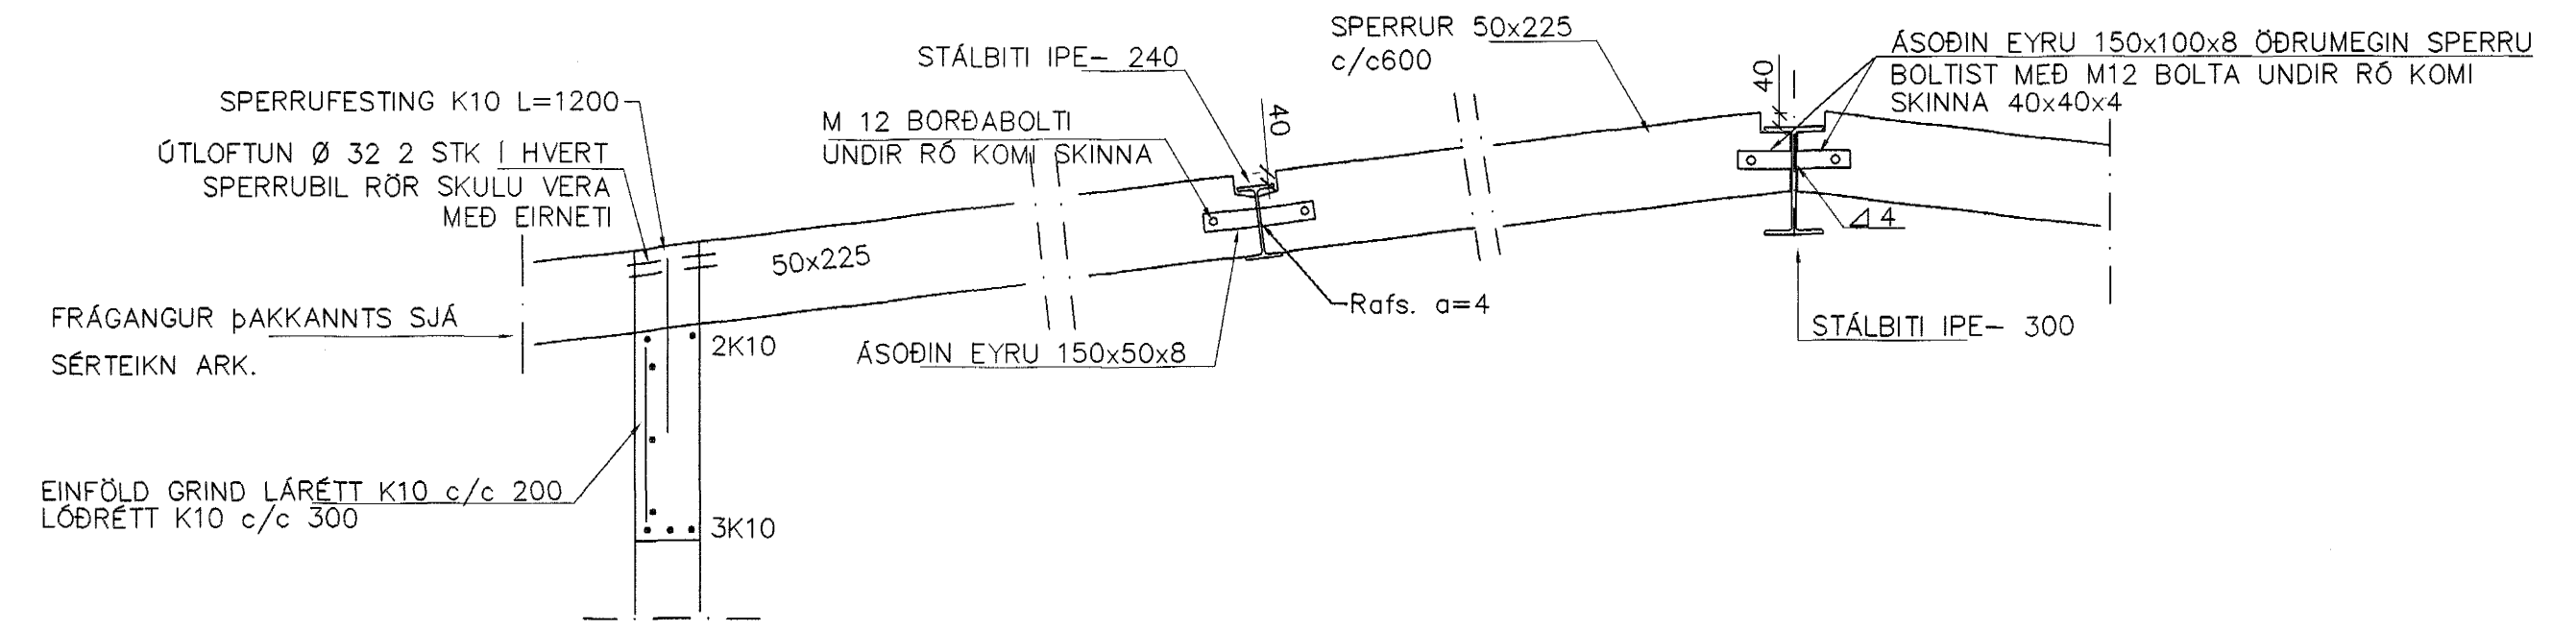 SPERRUFESTING K10 L=1200
ÚTLOFTUN Ø 32 2 STK Í HVERT
SPERRUBIL RÖR SKULU VERA
MEÐ EIRNETI
FRÁGANGUR ÞAKKANNTS SJÁ
SÉRTEIKN ARK.
EINFÖLD GRIND LÁRÉTT K10 c/c 200
LÓÐRÉTT K10 c/c 300
2K10
3K10
50x225
STÁLBITI IPE- 240
M 12 BORÐABOLTI
UNDIR RÓ KOMI SKINNA
40
ÁSOÐIN EYRU 150x50x8
Rafs. a=4
SPERRUR 50x225
c/c600
40
ÁSOÐIN EYRU 150x100x8 ÖÐRUMEGIN SPERRU
BOLTIST MEÐ M12 BOLTA UNDIR RÓ KOMI
SKINNA 40x40x4
4
STÁLBITI IPE- 300